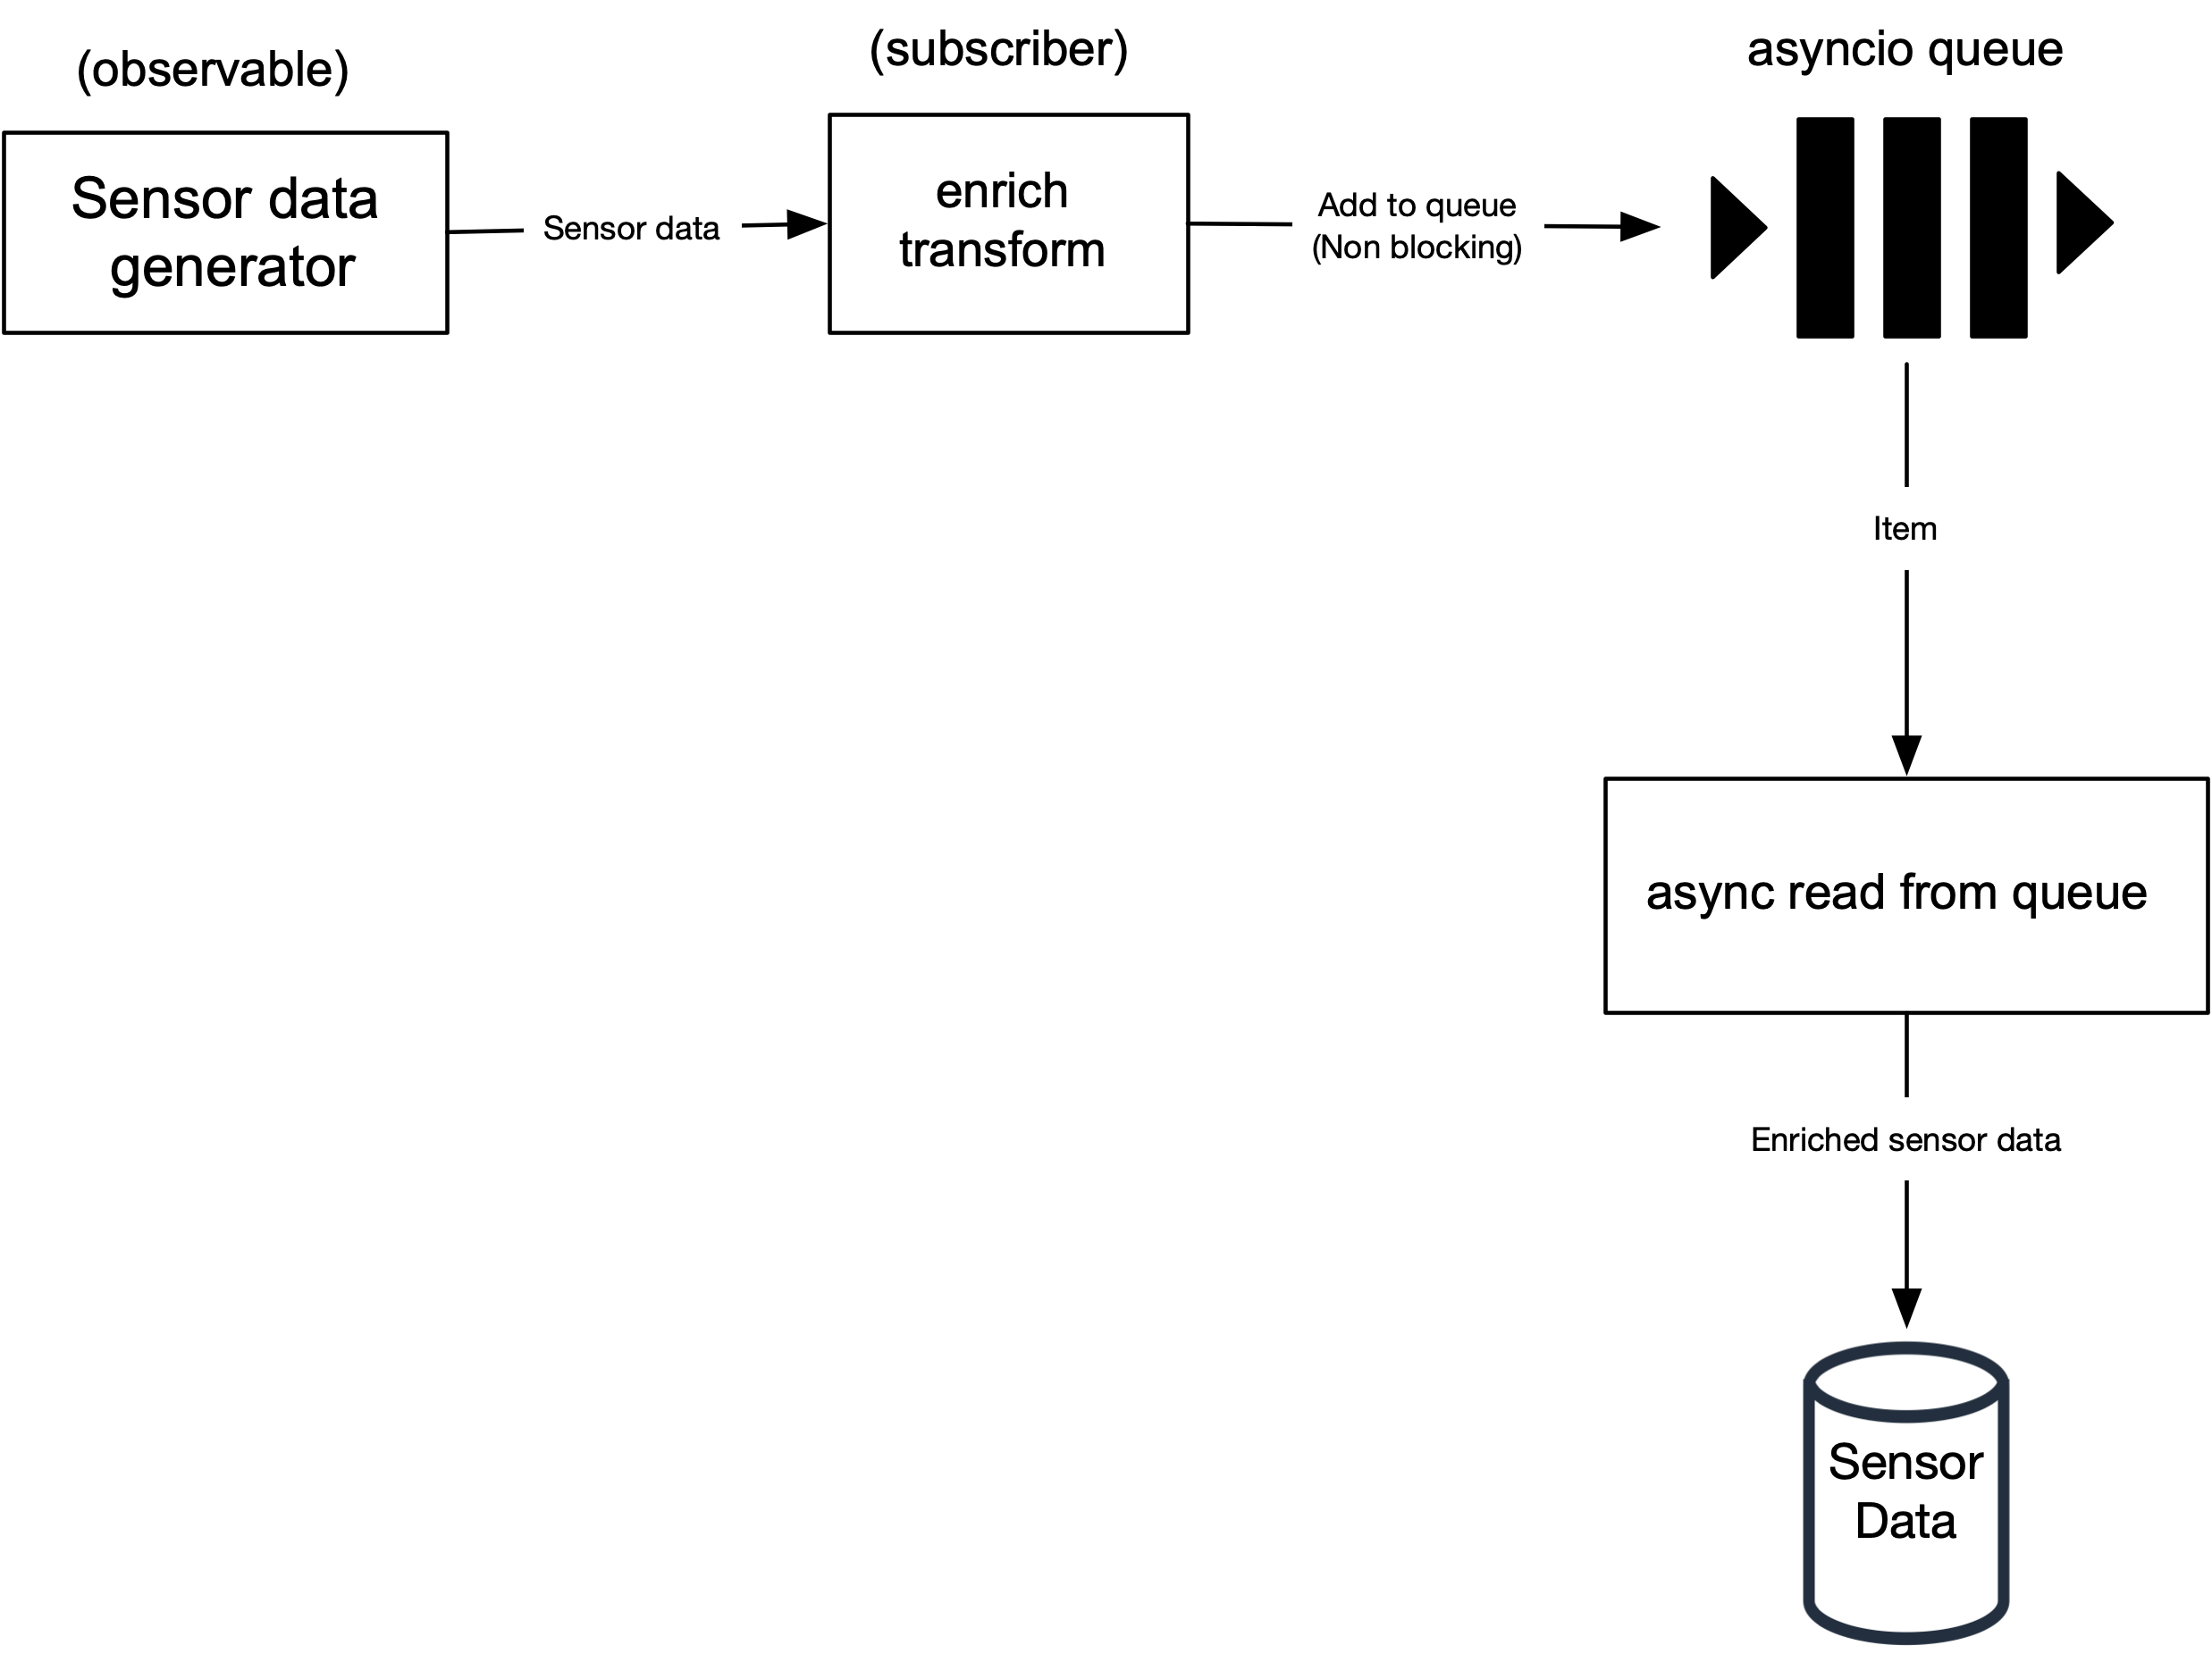 (observable)
Sensor data
generator
Sensor data
(subscriber)
enrich
transform
Add to queue
(Non blocking)
asyncio queue
Item
async read from queue
Enriched sensor data
Sensor
Data